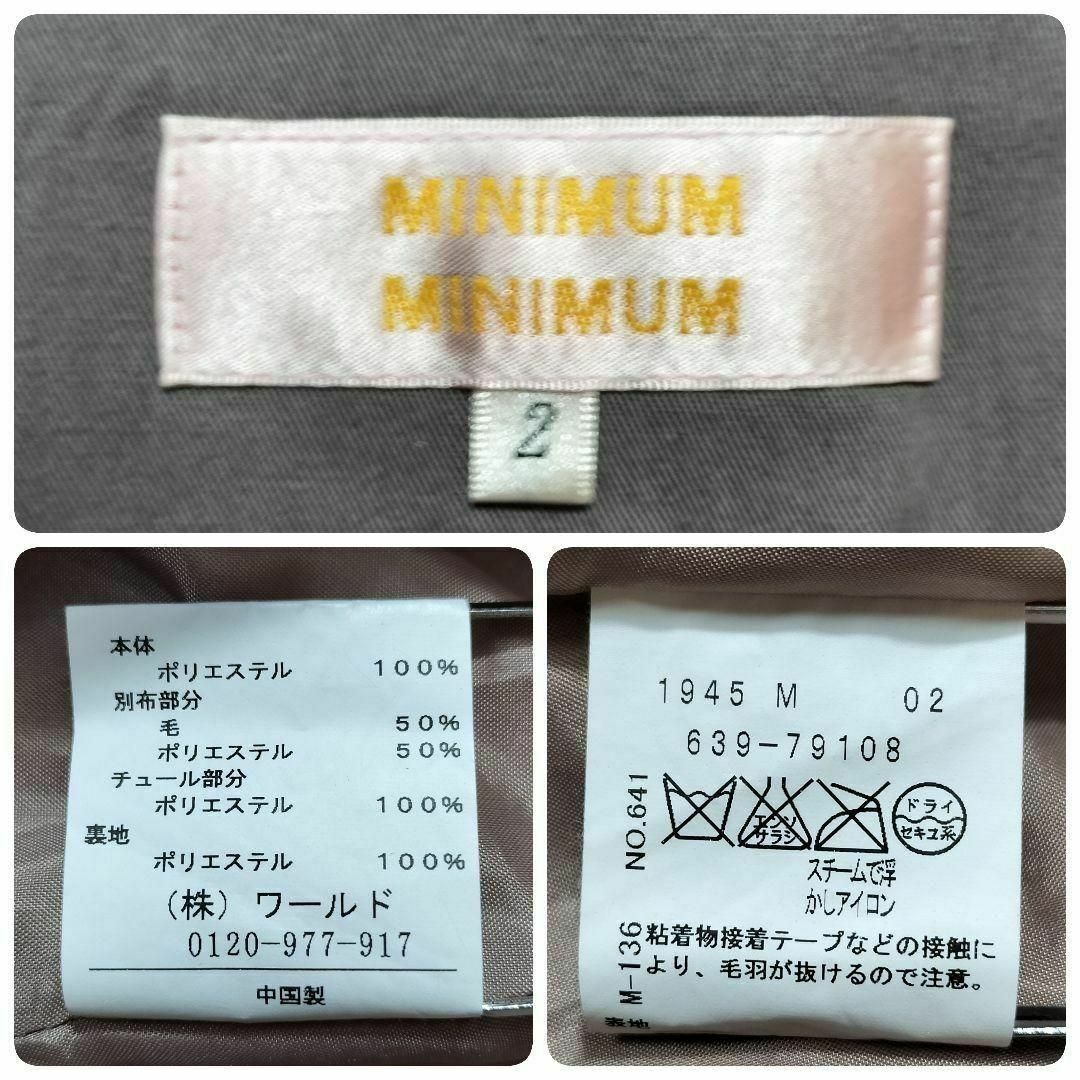 MINIMUM
MINIMUM
2
本体
ポリエステル 100%
別布部分
毛 50%
ポリエステル 50%
チュール部分
ポリエステル 100%
裏地
ポリエステル 100%
(株)ワールド
0120-977-917
中国製
1945 M 02
639-79108
NO.641
エンソ
サラシ
ドライ
セキユ系
スチームで浮
かしアイロン
M-136
粘着物接着テープなどの接触に
より、毛羽が抜けるので注意。